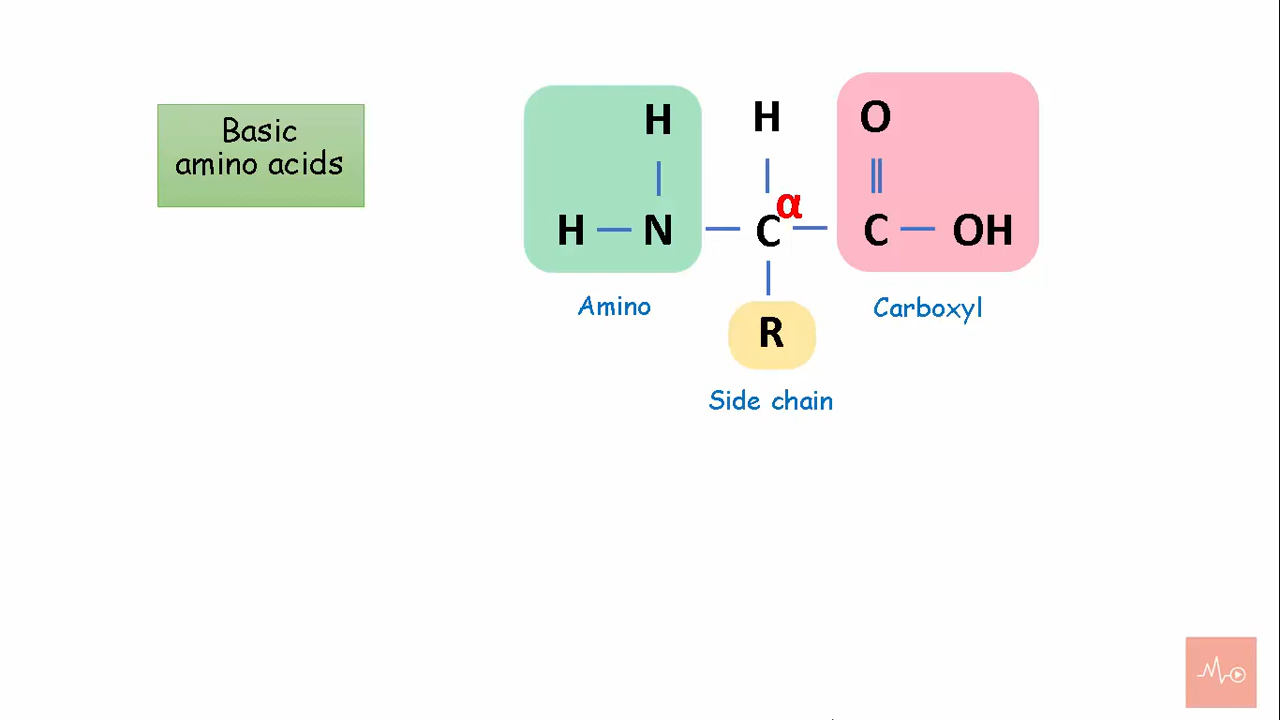 Basic
amino acids
H H O
α
H N C C OH
Amino
Carboxyl
R
Side chain